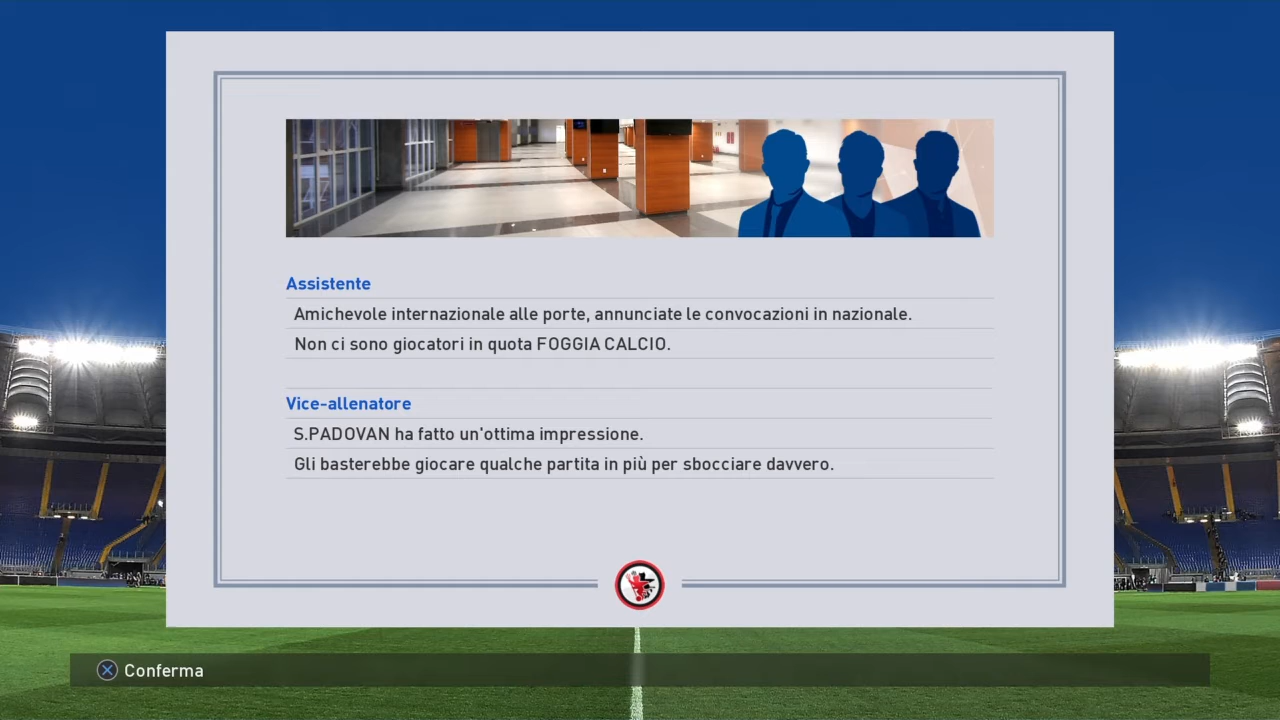 Assistente
Amichevole internazionale alle porte, annunciate le convocazioni in nazionale.
Non ci sono giocatori in quota FOGGIA CALCIO.
Vice-allenatore
S.PADOVAN ha fatto un'ottima impressione.
Gli basterebbe giocare qualche partita in più per sbocciare davvero.
Conferma